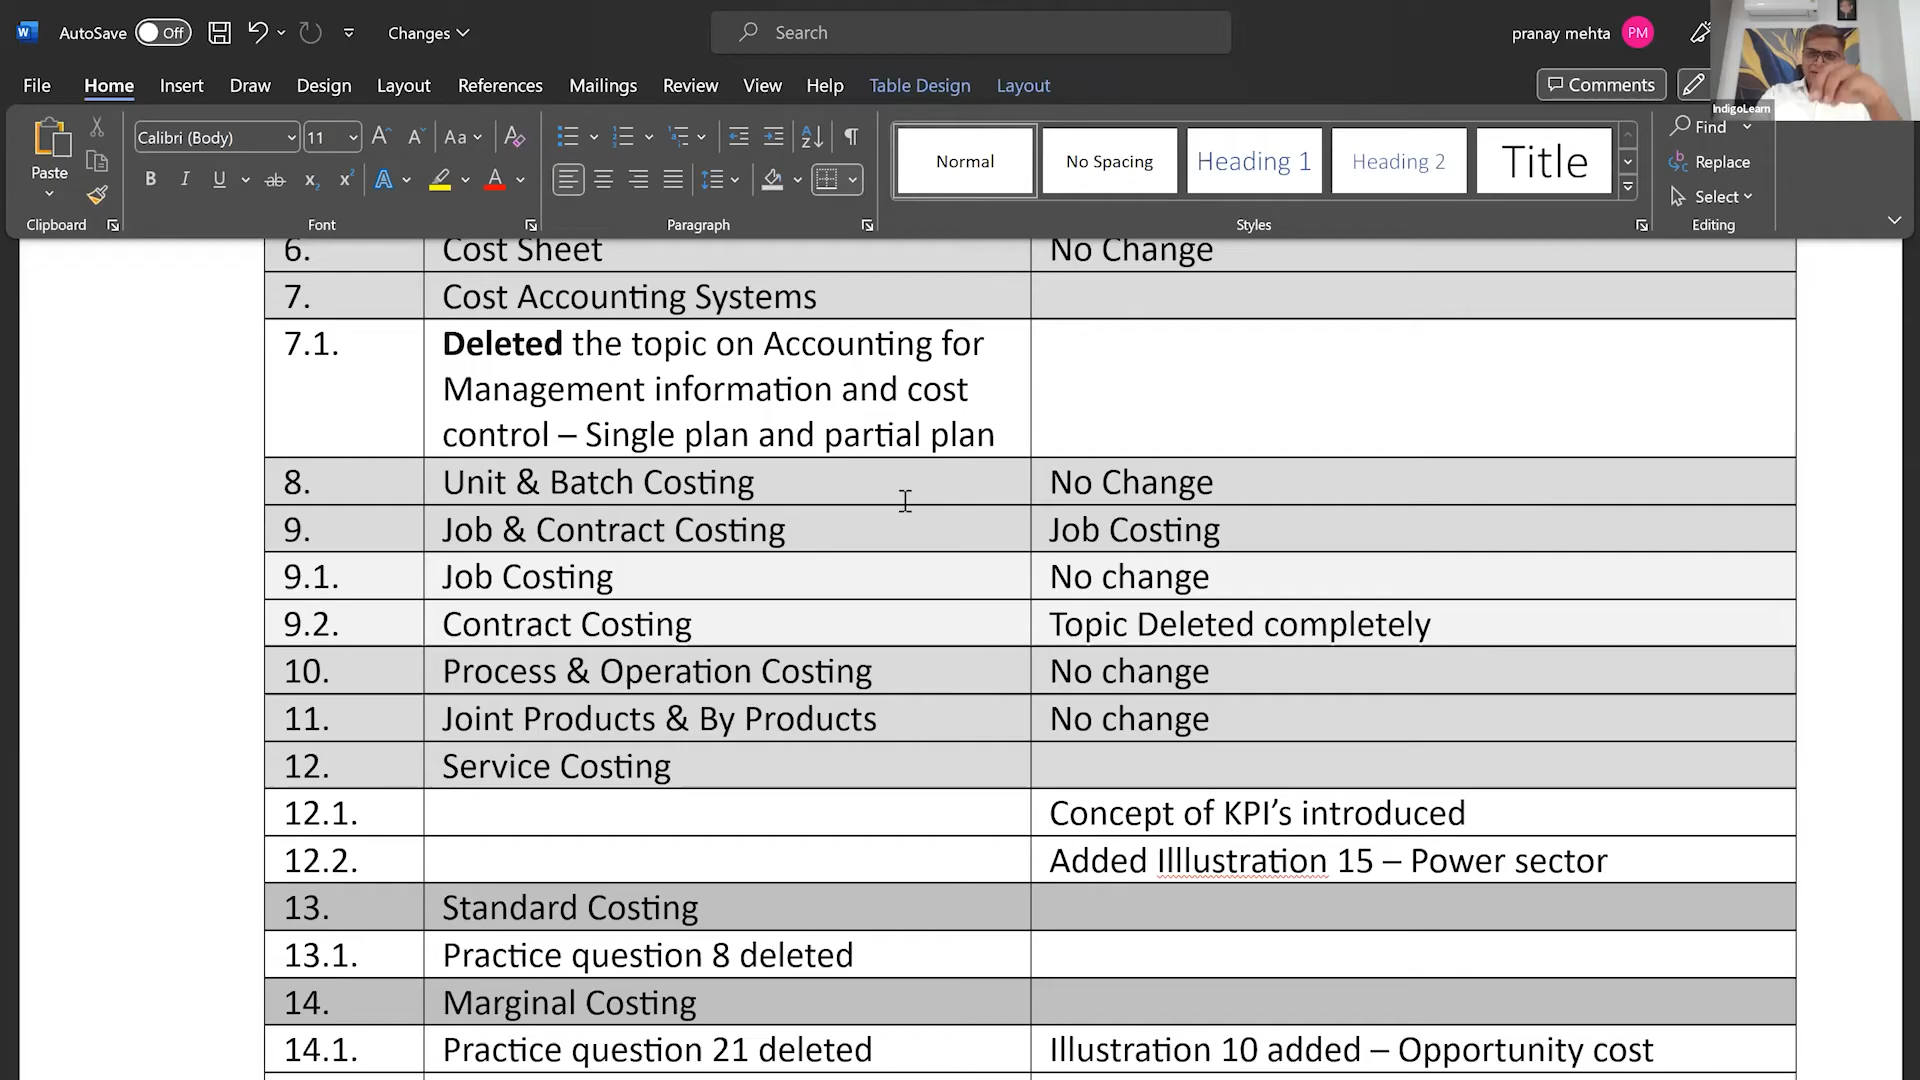 AutoSave Off Changes Search pranay mehta PM
File Home Insert Draw Design Layout References Mailings Review View Help Table Design Layout Comments
IndigoLearn
Paste Calibri (Body) 11 Aa Normal No Spacing Heading 1 Heading 2 Title Find
Replace
B I U ab x₂ x² A A Select
Clipboard Font Paragraph Styles Editing
6. Cost Sheet No Change
7. Cost Accounting Systems
7.1. Deleted the topic on Accounting for
Management information and cost
control – Single plan and partial plan
8. Unit & Batch Costing No Change
9. Job & Contract Costing Job Costing
9.1. Job Costing No change
9.2. Contract Costing Topic Deleted completely
10. Process & Operation Costing No change
11. Joint Products & By Products No change
12. Service Costing
12.1. Concept of KPI’s introduced
12.2. Added Illlustration 15 – Power sector
13. Standard Costing
13.1. Practice question 8 deleted
14. Marginal Costing
14.1. Practice question 21 deleted Illustration 10 added – Opportunity cost